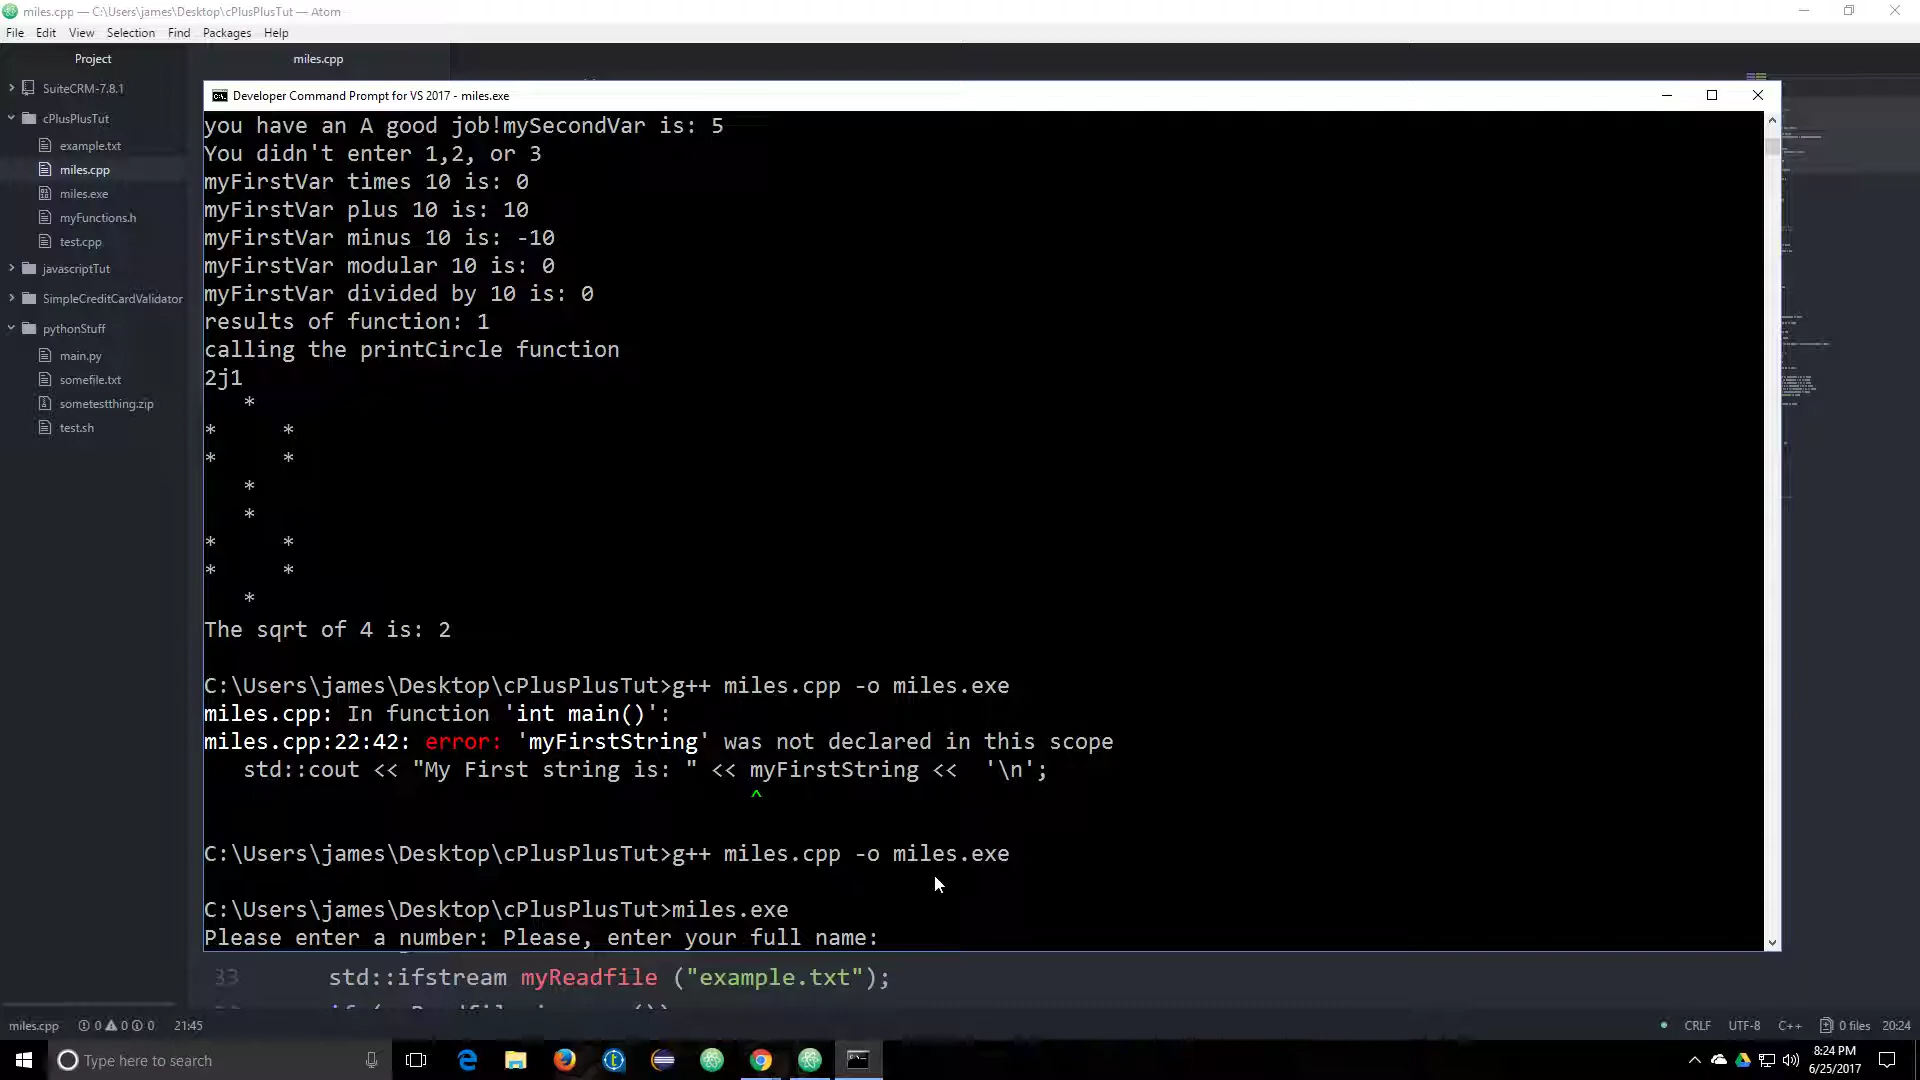 miles.cpp — C:\Users\james\Desktop\cPlusPlusTut — Atom
File Edit View Selection Find Packages Help
Project
miles.cpp
SuiteCRM-7.8.1
cPlusPlusTut
example.txt
miles.cpp
miles.exe
myFunctions.h
test.cpp
javascriptTut
SimpleCreditCardValidator
pythonStuff
main.py
somefile.txt
sometestthing.zip
test.sh
Developer Command Prompt for VS 2017 - miles.exe
you have an A good job!mySecondVar is: 5
You didn't enter 1,2, or 3
myFirstVar times 10 is: 0
myFirstVar plus 10 is: 10
myFirstVar minus 10 is: -10
myFirstVar modular 10 is: 0
myFirstVar divided by 10 is: 0
results of function: 1
calling the printCircle function
2j1
*
* *
* *
*
*
* *
* *
*
The sqrt of 4 is: 2
C:\Users\james\Desktop\cPlusPlusTut>g++ miles.cpp -o miles.exe
miles.cpp: In function 'int main()':
miles.cpp:22:42: error: 'myFirstString' was not declared in this scope
std::cout << "My First string is: " << myFirstString << '\n';
^
C:\Users\james\Desktop\cPlusPlusTut>g++ miles.cpp -o miles.exe
C:\Users\james\Desktop\cPlusPlusTut>miles.exe
Please enter a number: Please, enter your full name:
33 std::ifstream myReadfile ("example.txt");
miles.cpp 0 0 0 21:45 CRLF UTF-8 C++ 0 files 20:24
Type here to search
8:24 PM
6/25/2017